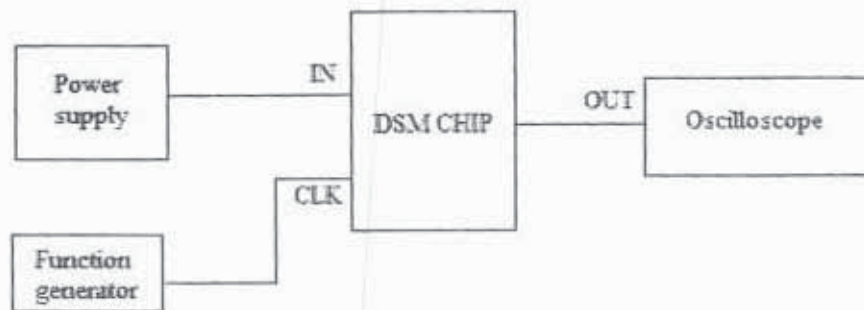 Power
supply
IN
DSM CHIP
OUT
Oscilloscope
CLK
Function
generator